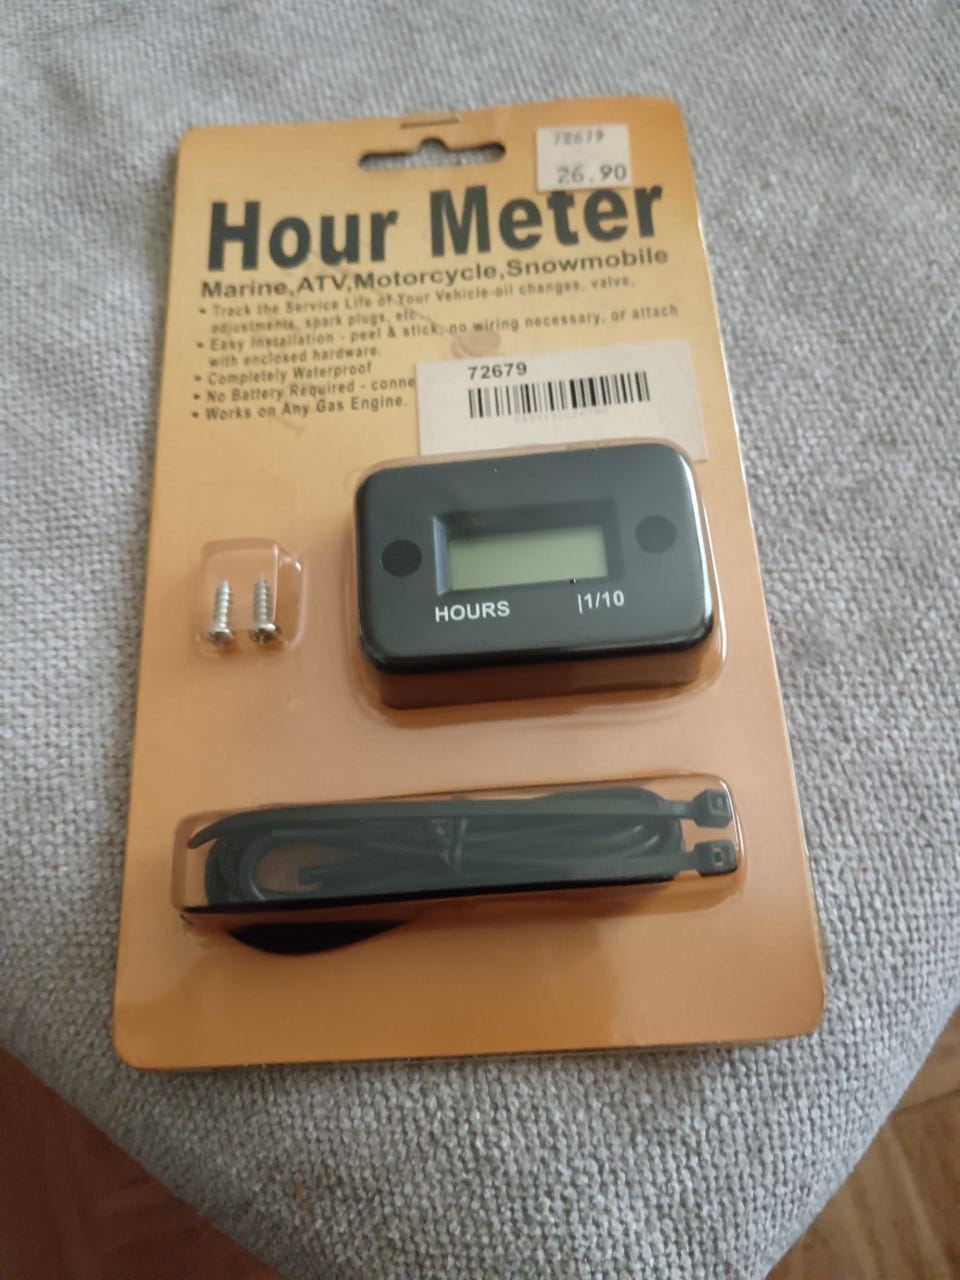 72679
26.90
Hour Meter
Marine,ATV,Motorcycle,Snowmobile
• Track the Service Life of Your Vehicle-oil changes, valve,
adjustments, spark plugs, etc...
• Easy Installation - peel & stick, no wiring necessary, or attach
with enclosed hardware.
• Completely Waterproof
• No Battery Required - conne
• Works on Any Gas Engine.
72679
HOURS
|1/10